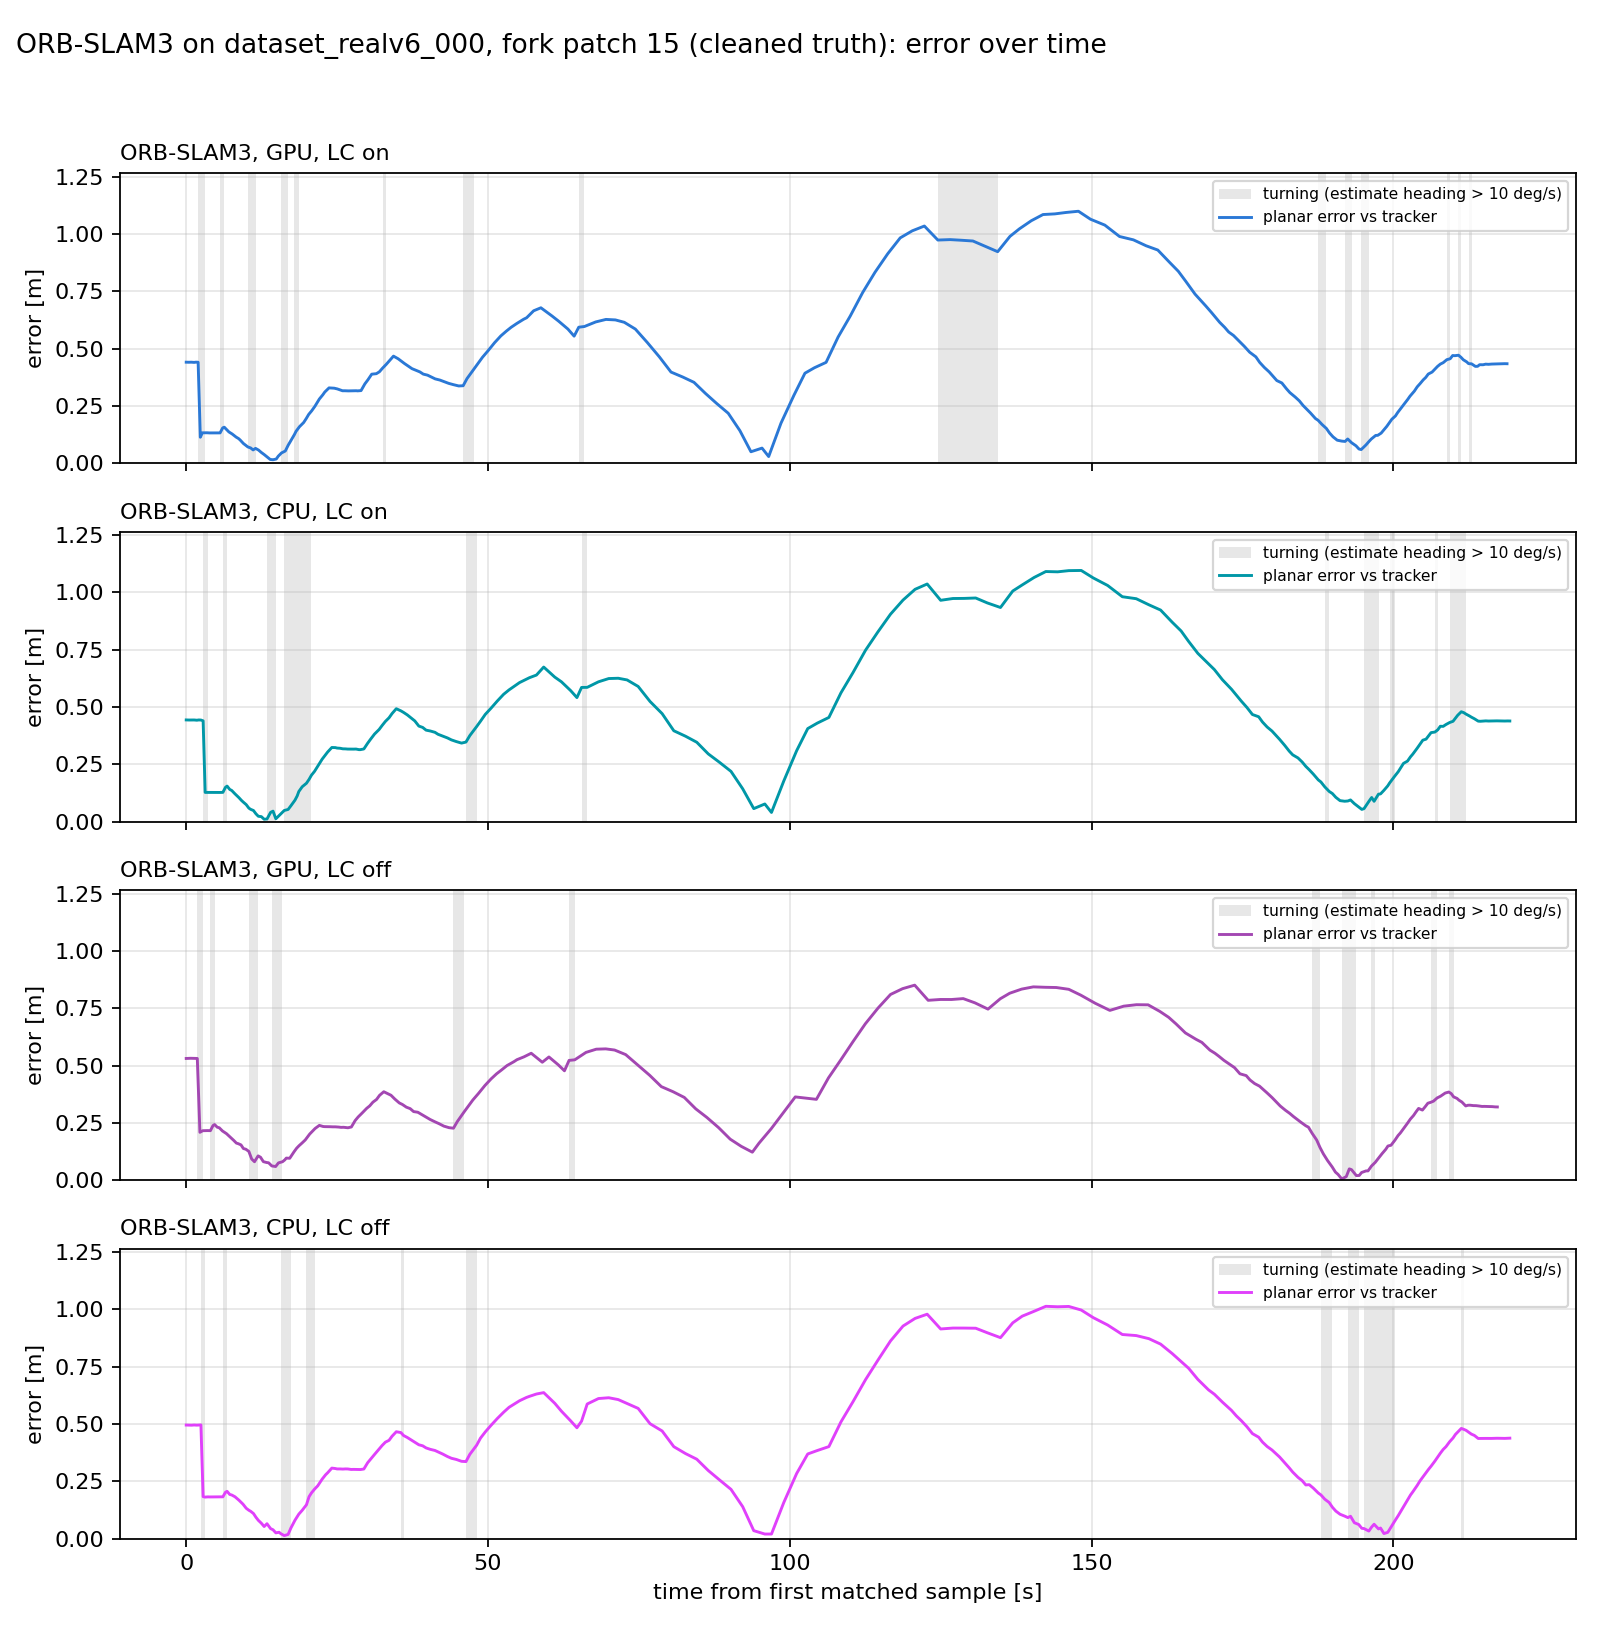 ORB-SLAM3 on dataset_realv6_000, fork patch 15 (cleaned truth): error over time
ORB-SLAM3, GPU, LC on
1.25
1.00
0.75
0.50
0.25
0.00
error [m]
turning (estimate heading > 10 deg/s)
planar error vs tracker
ORB-SLAM3, CPU, LC on
1.25
1.00
0.75
0.50
0.25
0.00
error [m]
turning (estimate heading > 10 deg/s)
planar error vs tracker
ORB-SLAM3, GPU, LC off
1.25
1.00
0.75
0.50
0.25
0.00
error [m]
turning (estimate heading > 10 deg/s)
planar error vs tracker
ORB-SLAM3, CPU, LC off
1.25
1.00
0.75
0.50
0.25
0.00
error [m]
turning (estimate heading > 10 deg/s)
planar error vs tracker
0 50 100 150 200
time from first matched sample [s]